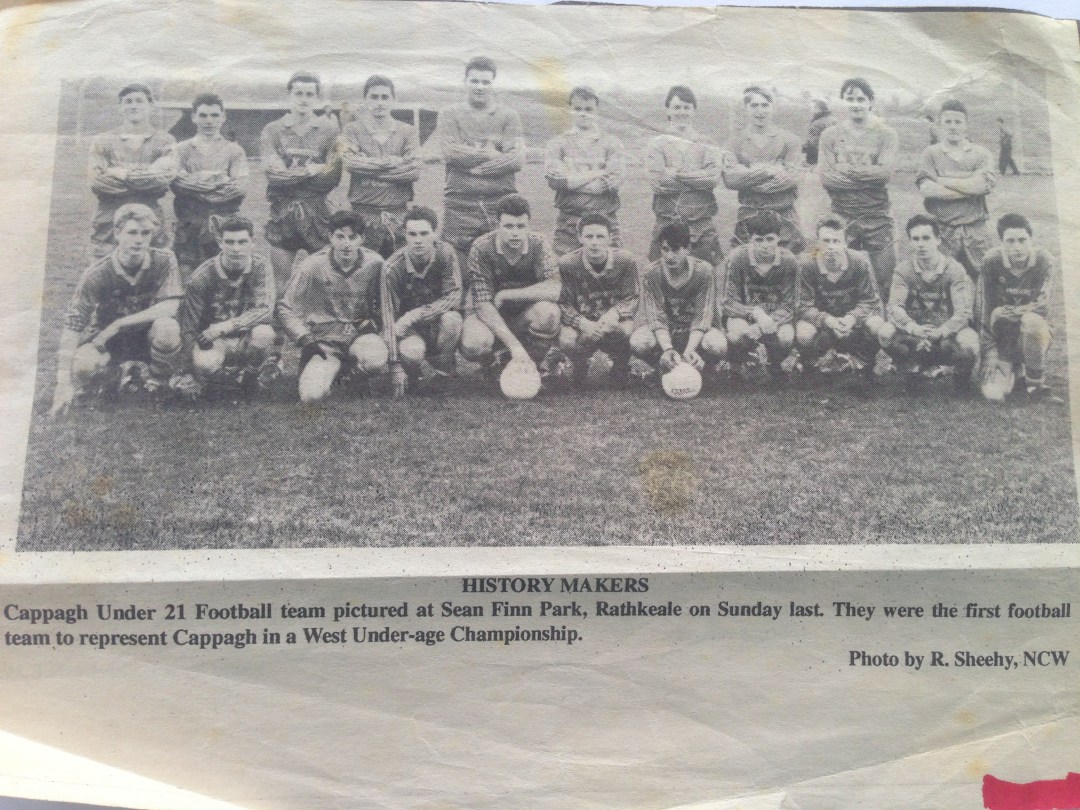 HISTORY MAKERS
Cappagh Under 21 Football team pictured at Sean Finn Park, Rathkeale on Sunday last. They were the first football
team to represent Cappagh in a West Under-age Championship.
Photo by R. Sheehy, NCW